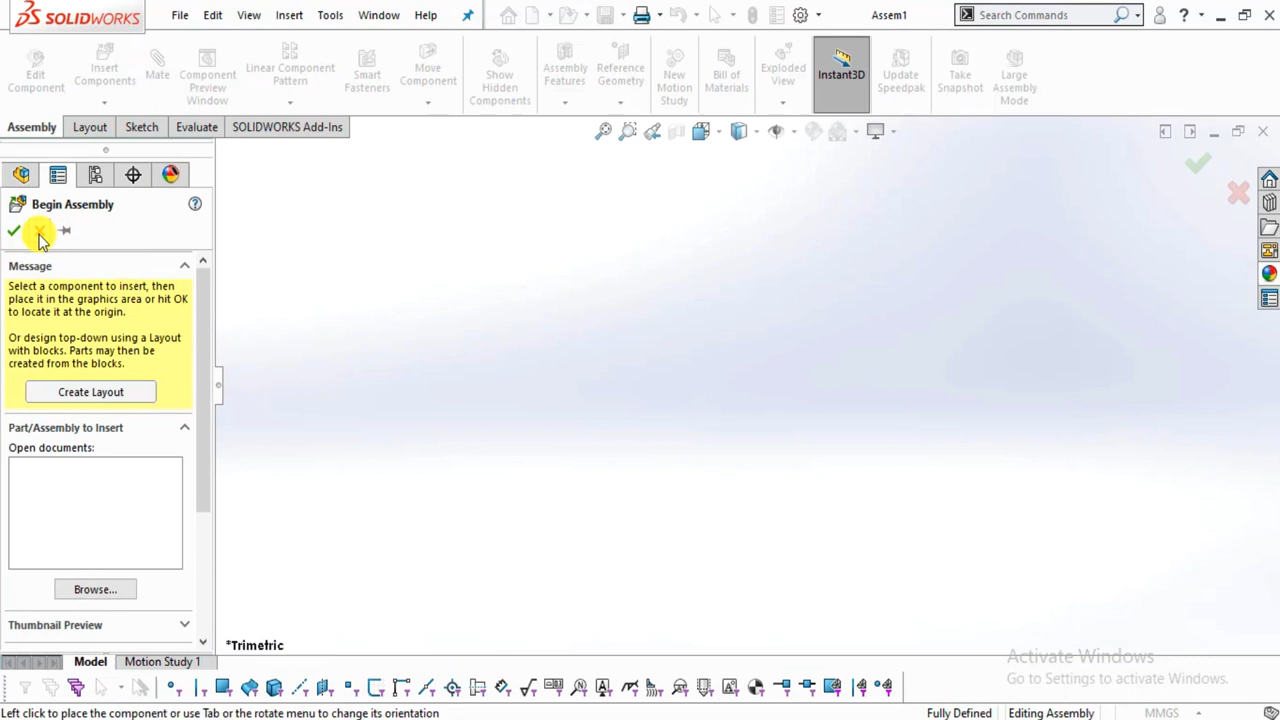 SOLIDWORKS File Edit View Insert Tools Window Help Assem1 Search Commands ?
Edit Component
Insert Components
Mate
Component Preview Window
Linear Component Pattern
Smart Fasteners
Move Component
Show Hidden Components
Assembly Features
Reference Geometry
New Motion Study
Bill of Materials
Exploded View
Instant3D
Update Speedpak
Take Snapshot
Large Assembly Mode
Assembly Layout Sketch Evaluate SOLIDWORKS Add-Ins
Begin Assembly
Message
Select a component to insert, then
place it in the graphics area or hit OK
to locate it at the origin.
Or design top-down using a Layout
with blocks. Parts may then be
created from the blocks.
Create Layout
Part/Assembly to Insert
Open documents:
Browse...
Thumbnail Preview
*Trimetric
Activate Windows
Go to Settings to activate Windows.
Model Motion Study 1
Left click to place the component or use Tab or the rotate menu to change its orientation Fully Defined Editing Assembly MMGS